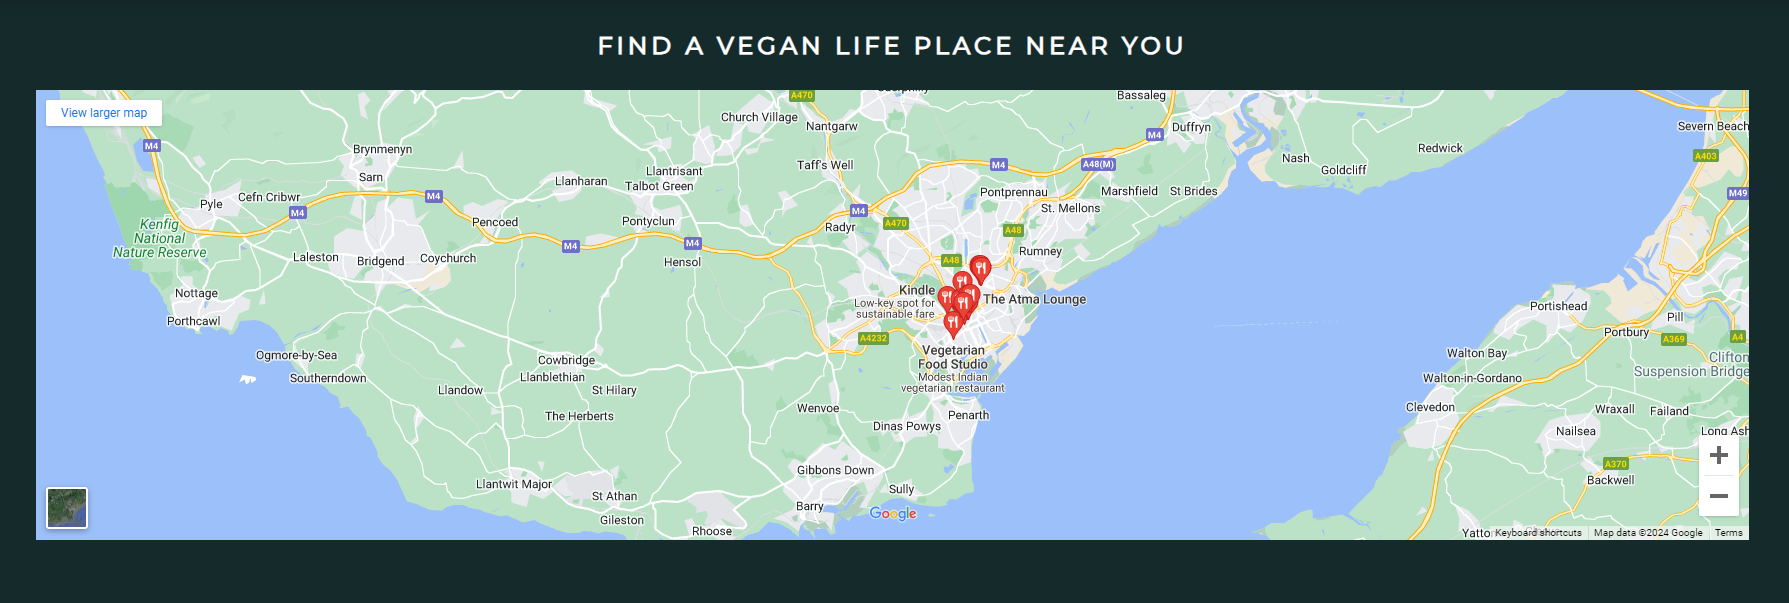 FIND A VEGAN LIFE PLACE NEAR YOU
View larger map
A470
Bassaleg
Church Village
Nantgarw
M4
Duffryn
Severn Beach
M4
Brynmenyn
Taff's Well
M4
A48(M)
Nash
Redwick
Goldcliff
A403
Sarn
Llantrisant
Llanharan
Talbot Green
Pontprennau
Marshfield
St Brides
M49
Pyle
Cefn Cribwr
M4
M4
St. Mellons
M4
Pencoed
Pontyclun
Radyr
A470
A48
Kenfig
National
Nature Reserve
Laleston
Bridgend
Coychurch
M4
M4
Hensol
A48
Rumney
Nottage
Kindle
Low-key spot for
sustainable fare
The Atma Lounge
Portishead
Porthcawl
Pill
Portbury
A4232
A369
A4
Ogmore-by-Sea
Cowbridge
Vegetarian
Food Studio
Modest Indian
vegetarian restaurant
Walton Bay
Clifton
Suspension Bridge
Southerndown
Llanblethian
Walton-in-Gordano
Llandow
St Hilary
The Herberts
Wenvoe
Penarth
Dinas Powys
Clevedon
Wraxall
Failand
Nailsea
Long Ash
Gibbons Down
A370
Backwell
Llantwit Major
St Athan
Sully
Barry
Google
Gileston
Rhoose
Yatto
Keyboard shortcuts
Map data ©2024 Google
Terms